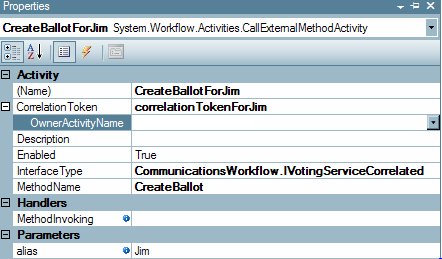 Properties
CreateBallotForJim System.Workflow.Activities.CallExternalMethodActivity
Activity
(Name) CreateBallotForJim
CorrelationToken correlationTokenForJim
OwnerActivityName
Description
Enabled True
InterfaceType CommunicationsWorkflow.IVotingServiceCorrelated
MethodName CreateBallot
Handlers
MethodInvoking
Parameters
alias Jim